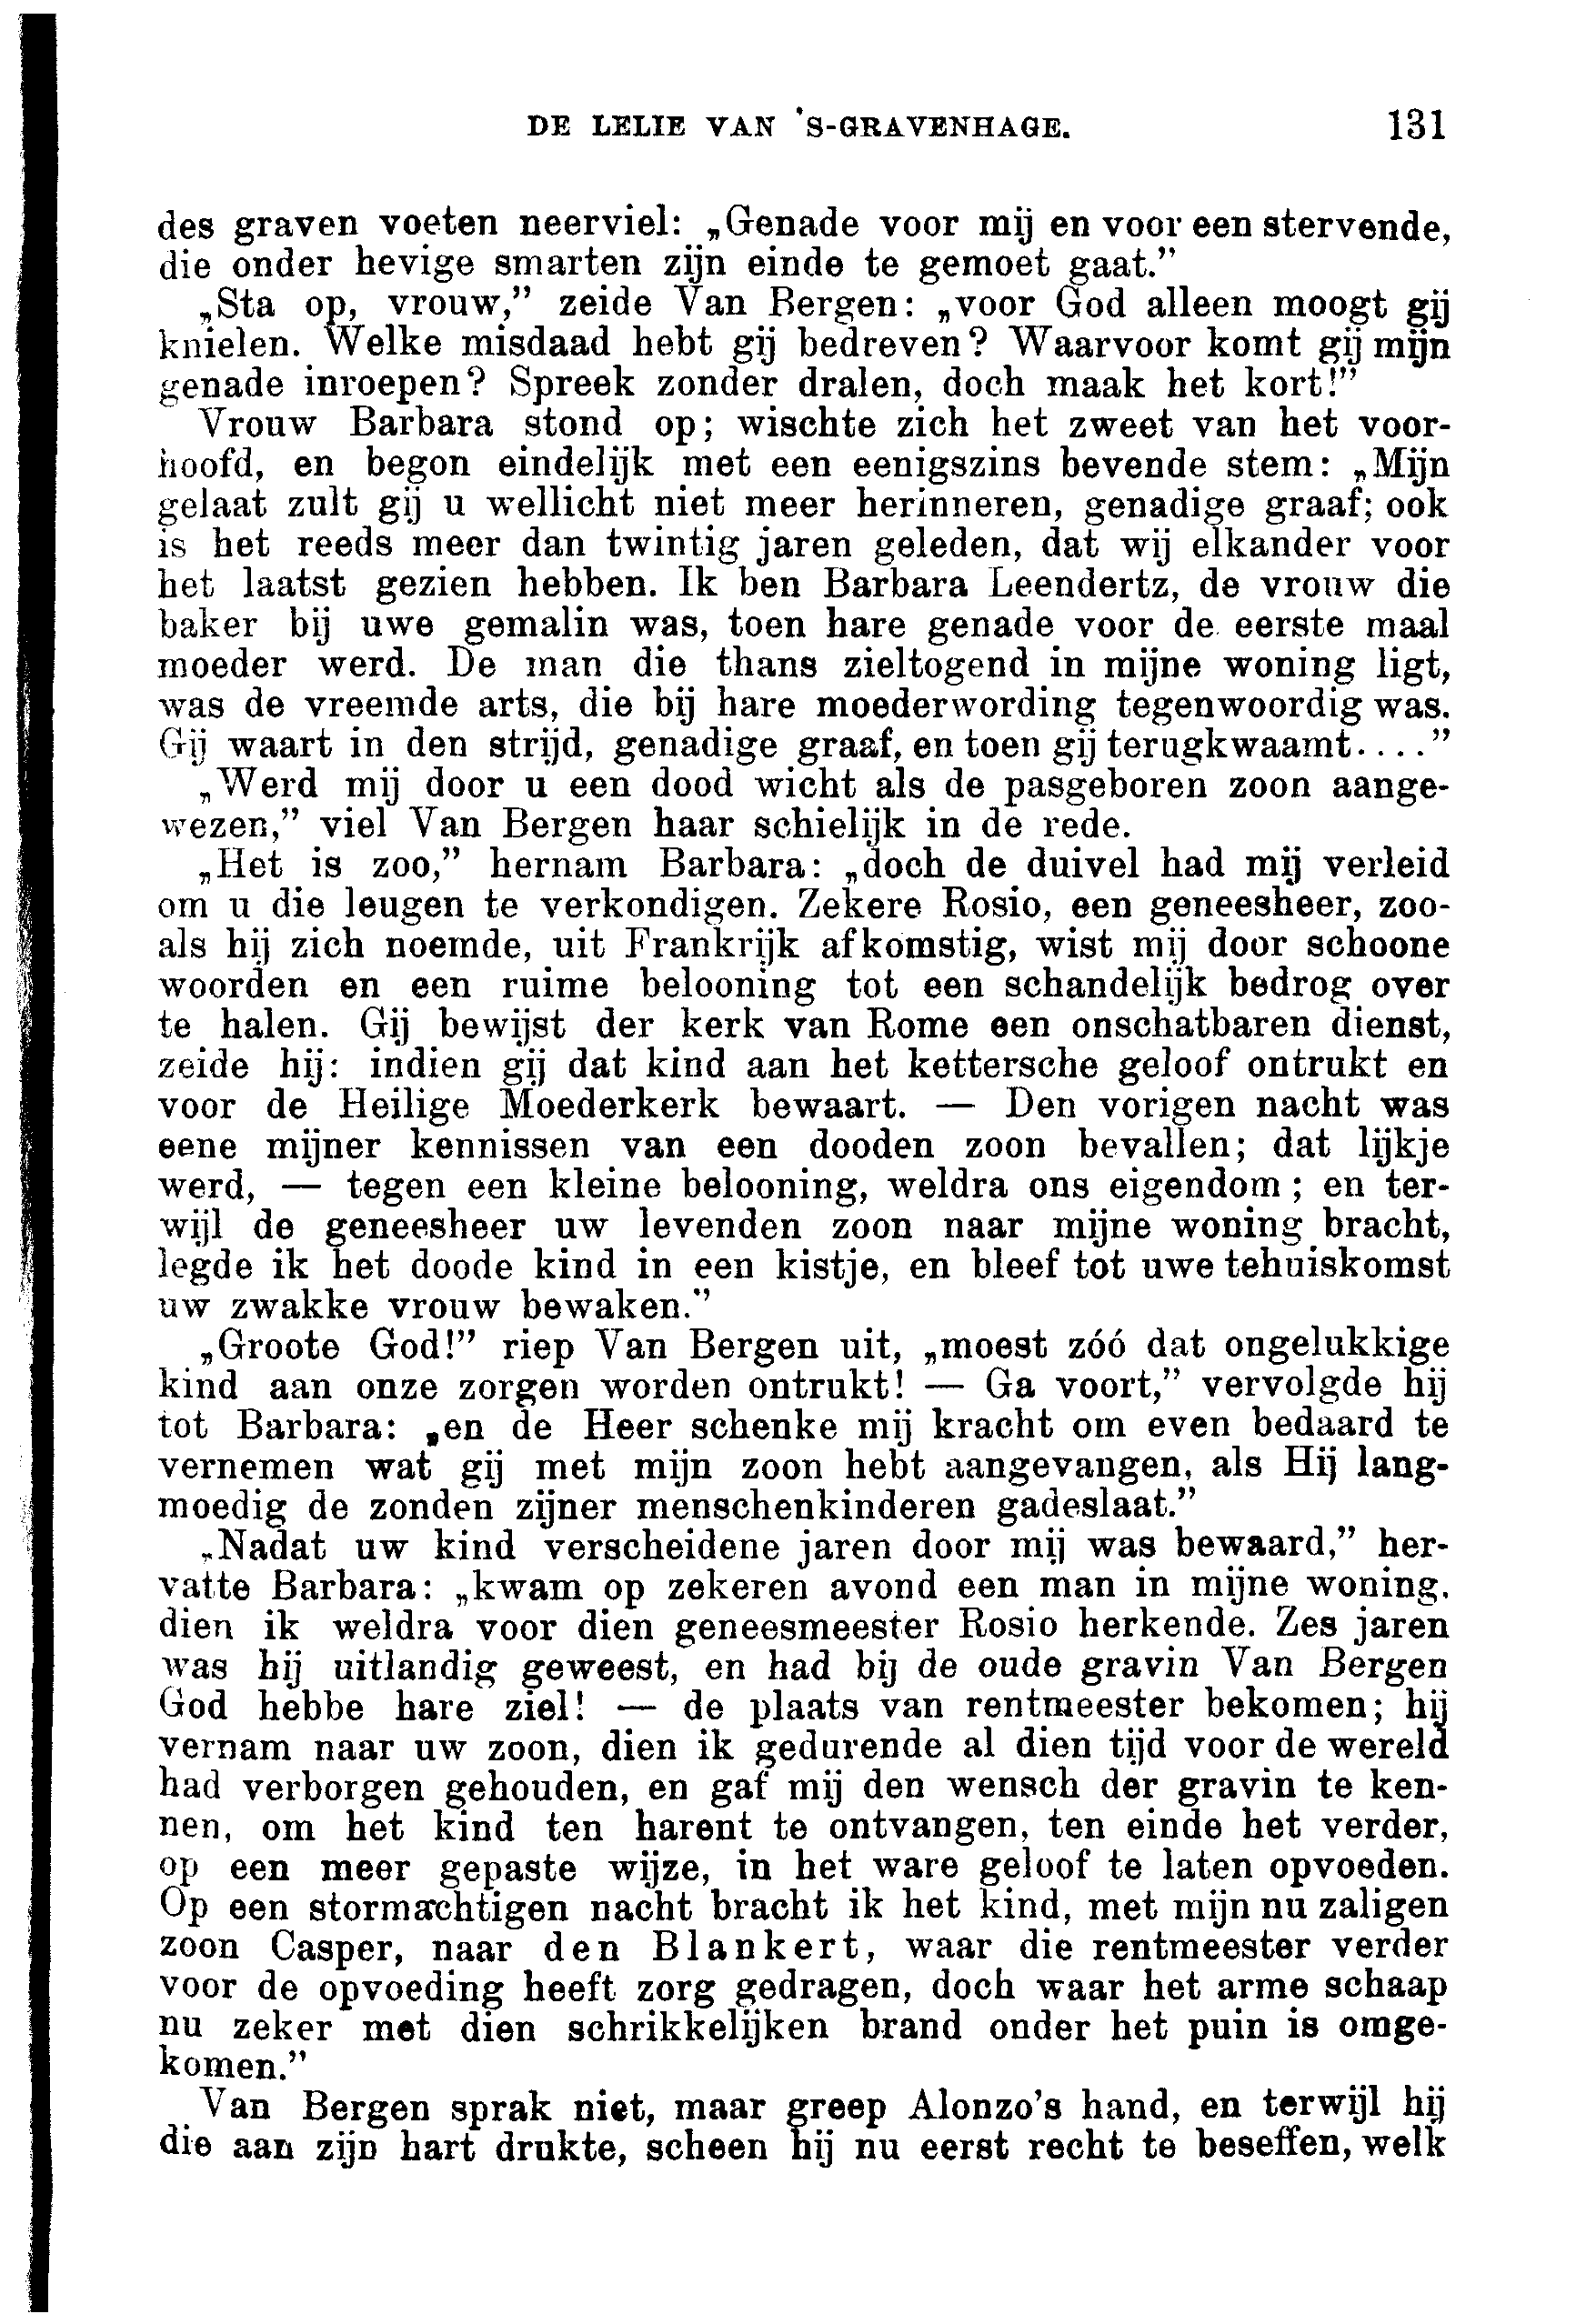 DE LELIE VAN 'S-GRAVENHAGE. 131
des graven voeten neerviel: „Genade voor mij en voor een stervende,
die onder hevige smarten zijn einde te gemoet gaat.”
„Sta op, vrouw,” zeide Van Bergen: „voor God alleen moogt gij
knielen. Welke misdaad hebt gij bedreven? Waarvoor komt gij mijn
genade inroepen? Spreek zonder dralen, doch maak het kort!”
Vrouw Barbara stond op; wischte zich het zweet van het voor-
hoofd, en begon eindelijk met een eenigszins bevende stem: „Mijn
gelaat zult gij u wellicht niet meer herinneren, genadige graaf; ook
is het reeds meer dan twintig jaren geleden, dat wij elkander voor
het laatst gezien hebben. Ik ben Barbara Leendertz, de vrouw die
baker bij uwe gemalin was, toen hare genade voor de eerste maal
moeder werd. De man die thans zieltogend in mijne woning ligt,
was de vreemde arts, die bij hare moederwording tegenwoordig was.
Gij waart in den strijd, genadige graaf, en toen gij terugkwaamt....”
„Werd mij door u een dood wicht als de pasgeboren zoon aange-
wezen,” viel Van Bergen haar schielijk in de rede.
„Het is zoo,” hernam Barbara: „doch de duivel had mij verleid
om u die leugen te verkondigen. Zekere Rosio, een geneesheer, zoo-
als hij zich noemde, uit Frankrijk afkomstig, wist mij door schoone
woorden en een ruime belooning tot een schandelijk bedrog over
te halen. Gij bewijst der kerk van Rome een onschatbaren dienst,
zeide hij: indien gij dat kind aan het kettersche geloof ontrukt en
voor de Heilige Moederkerk bewaart. — Den vorigen nacht was
eene mijner kennissen van een dooden zoon bevallen; dat lijkje
werd, — tegen een kleine belooning, weldra ons eigendom; en ter-
wijl de geneesheer uw levenden zoon naar mijne woning bracht,
legde ik het doode kind in een kistje, en bleef tot uwe tehuiskomst
uw zwakke vrouw bewaken.”
„Groote God!” riep Van Bergen uit, „moest zóó dat ongelukkige
kind aan onze zorgen worden ontrukt! — Ga voort,” vervolgde hij
tot Barbara: „en de Heer schenke mij kracht om even bedaard te
vernemen wat gij met mijn zoon hebt aangevangen, als Hij lang-
moedig de zonden zijner menschenkinderen gadeslaat.”
„Nadat uw kind verscheidene jaren door mij was bewaard,” her-
vatte Barbara: „kwam op zekeren avond een man in mijne woning,
dien ik weldra voor dien geneesmeester Rosio herkende. Zes jaren
was hij uitlandig geweest, en had bij de oude gravin Van Bergen
God hebbe hare ziel! — de plaats van rentmeester bekomen; hij
vernam naar uw zoon, dien ik gedurende al dien tijd voor de wereld
had verborgen gehouden, en gaf mij den wensch der gravin te ken-
nen, om het kind ten harent te ontvangen, ten einde het verder,
op een meer gepaste wijze, in het ware geloof te laten opvoeden.
Op een stormachtigen nacht bracht ik het kind, met mijn nu zaligen
zoon Casper, naar den Blankert, waar die rentmeester verder
voor de opvoeding heeft zorg gedragen, doch waar het arme schaap
nu zeker met dien schrikkelijken brand onder het puin is omge-
komen.”
Van Bergen sprak niet, maar greep Alonzo's hand, en terwijl hij
die aan zijn hart drukte, scheen hij nu eerst recht te beseffen, welk